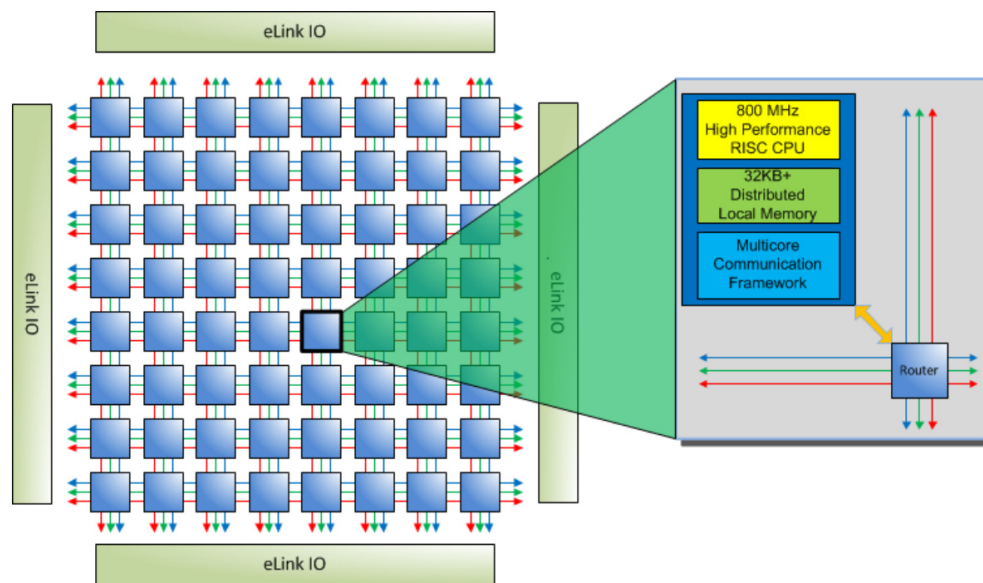 eLink IO
eLink IO
800 MHz
High Performance
RISC CPU
32KB+
Distributed
Local Memory
Multicore
Communication
Framework
eLink IO
Router
eLink IO